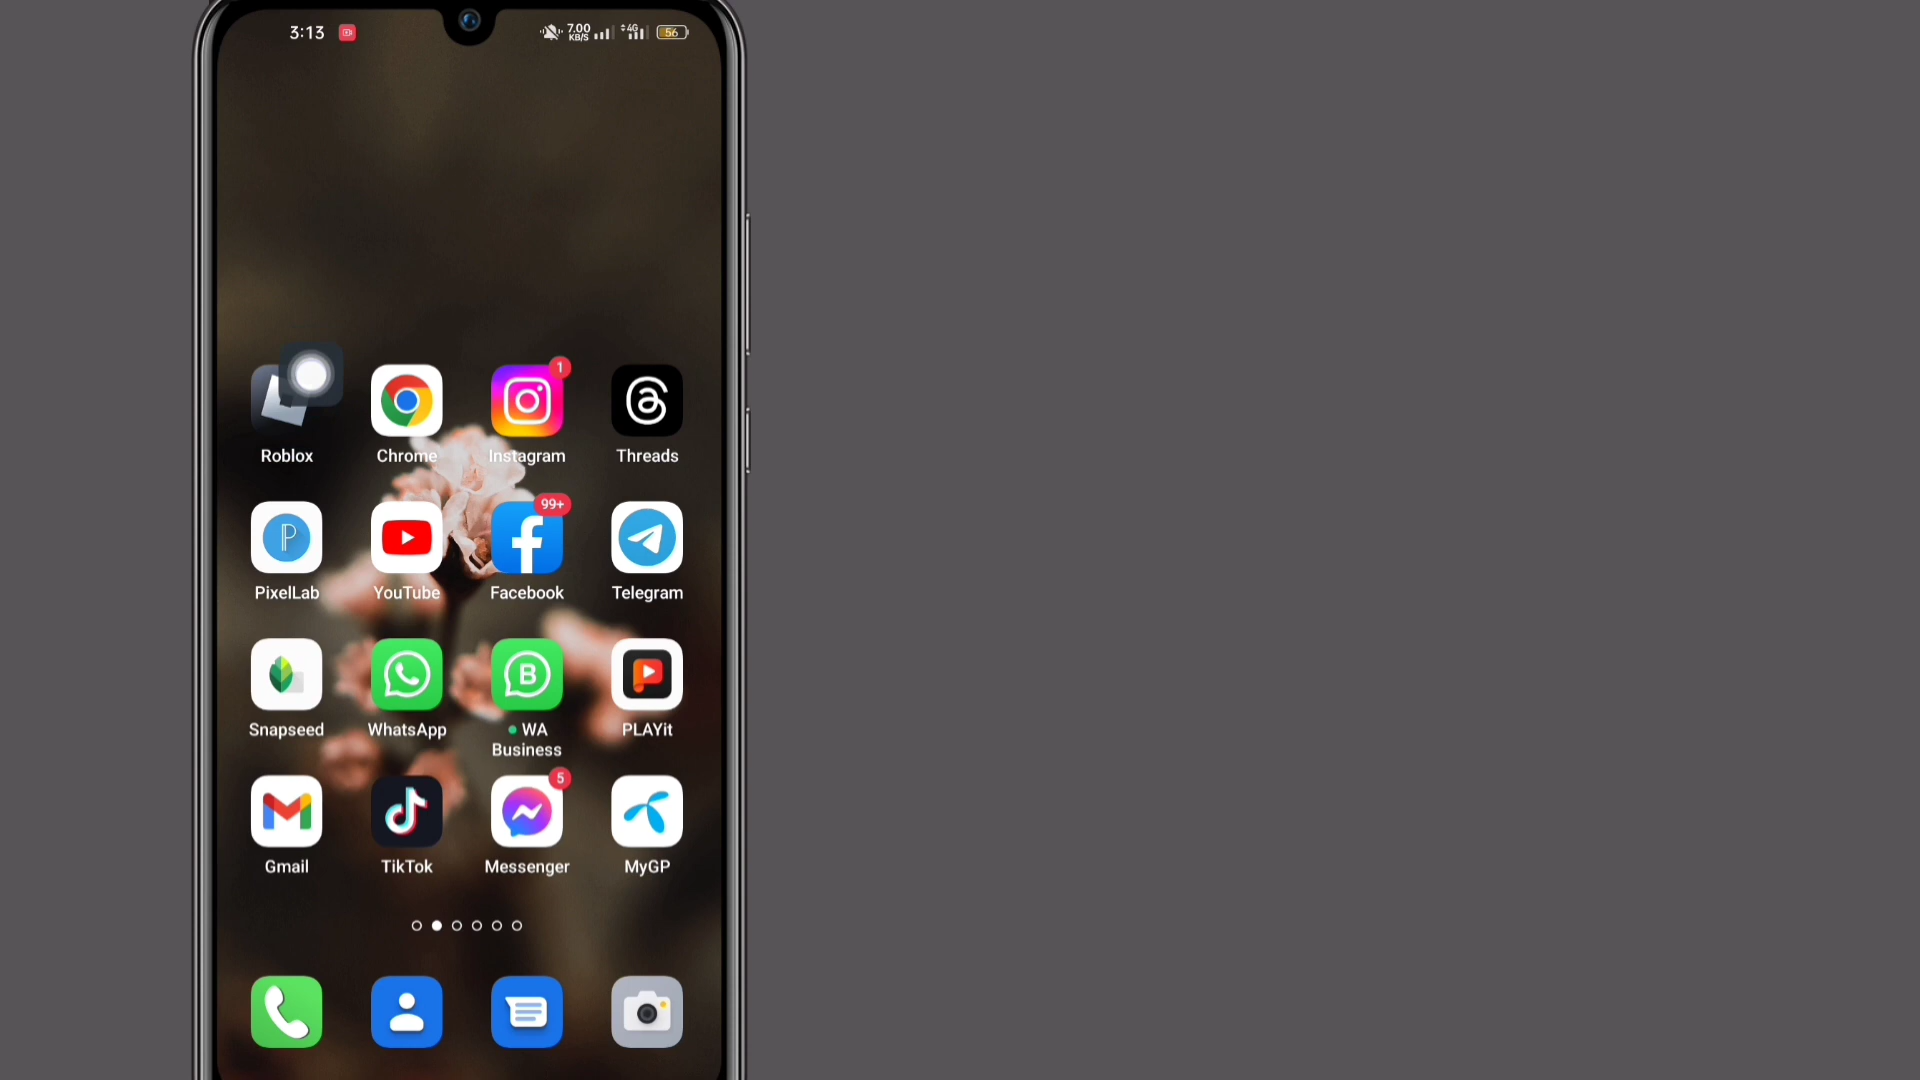 3:13 7.00 KB/S 4G 56
1
Roblox Chrome Instagram Threads
99+
PixelLab YouTube Facebook Telegram
B
Snapseed WhatsApp WA Business PLAYit
5
Gmail TikTok Messenger MyGP